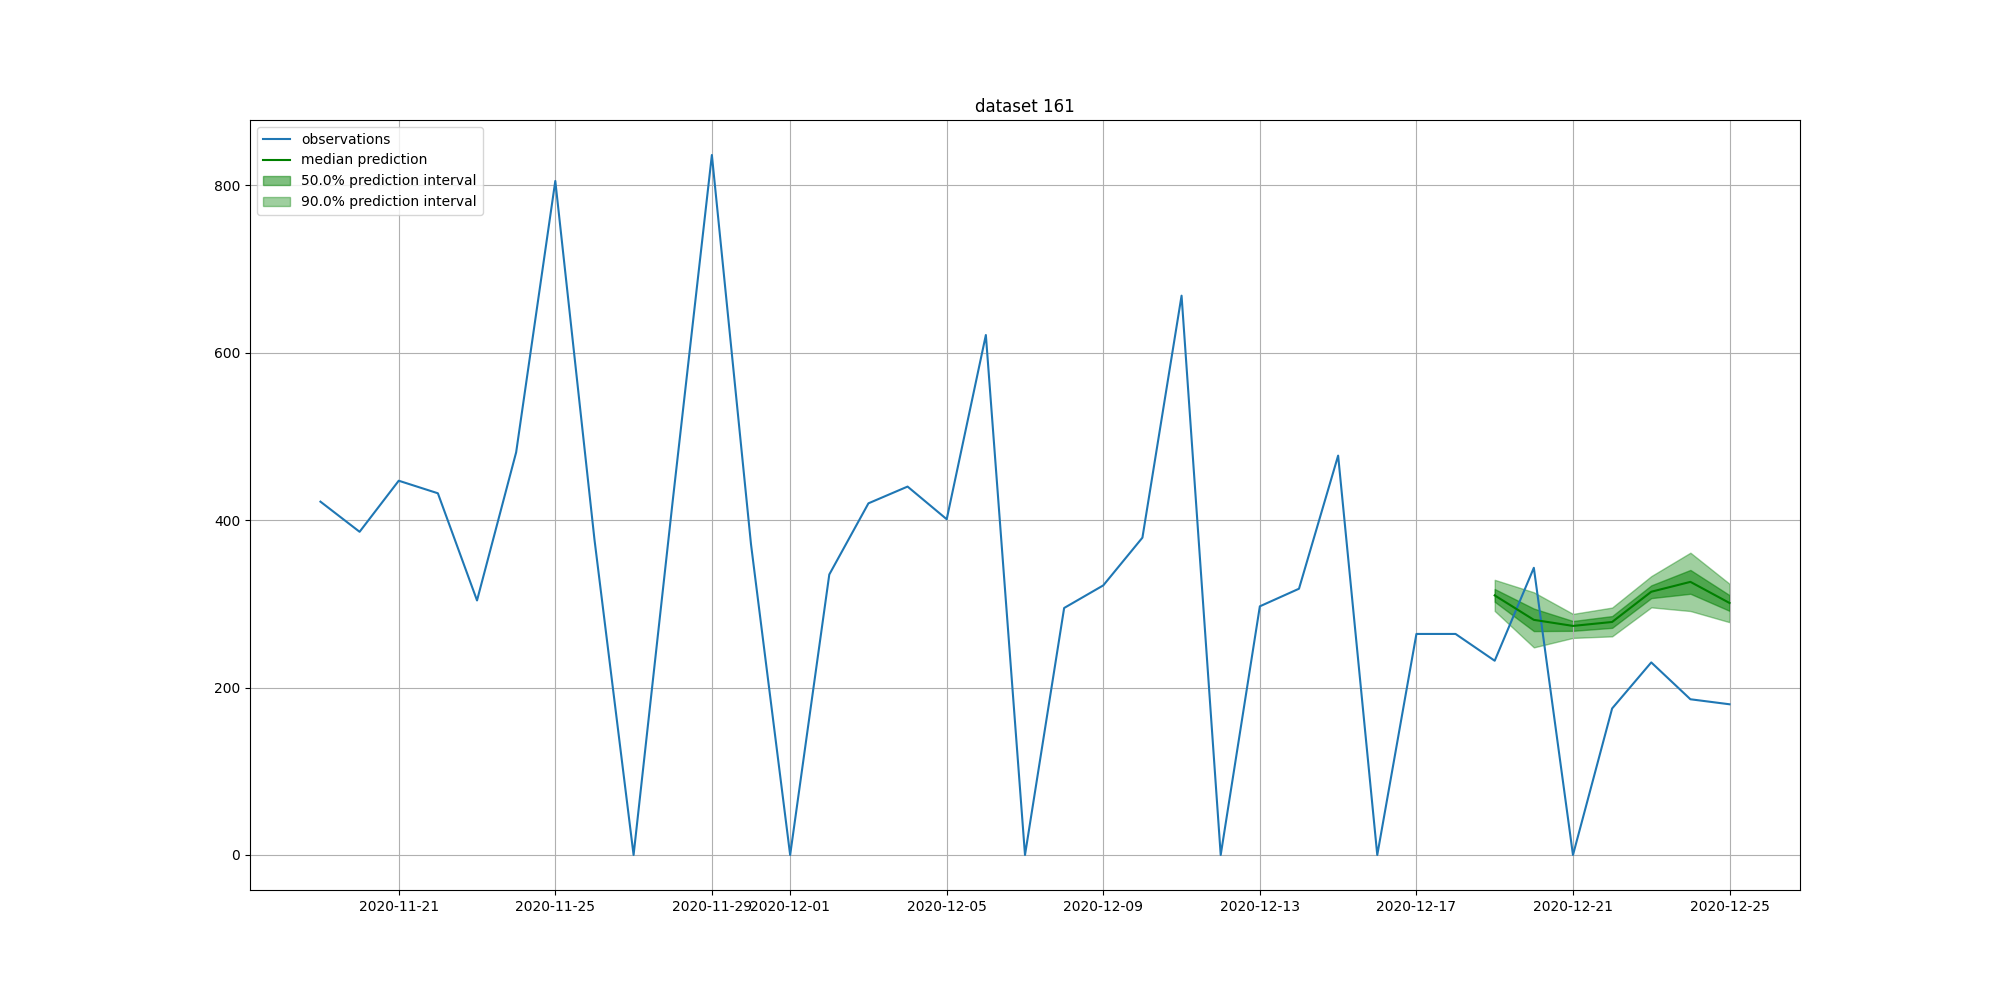 dataset 161
observations
median prediction
50.0% prediction interval
90.0% prediction interval
800
600
400
200
0
2020-11-21 2020-11-25 2020-11-29 2020-12-01 2020-12-05 2020-12-09 2020-12-13 2020-12-17 2020-12-21 2020-12-25